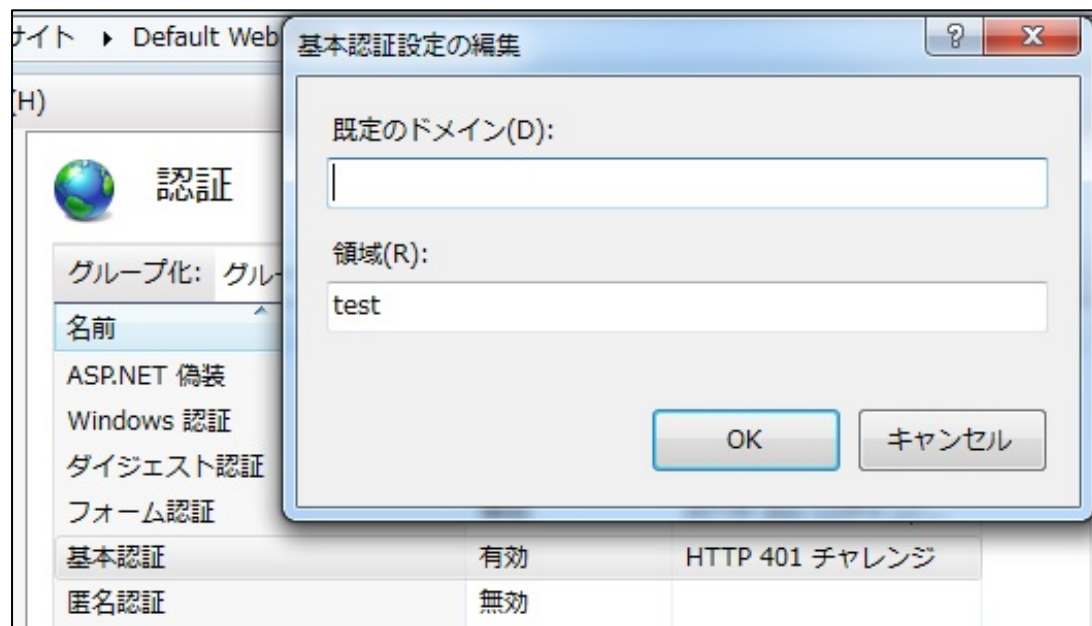 サイト ▸ Default Web
基本認証設定の編集
(H)
既定のドメイン(D):
認証
領域(R):
グループ化: グルー
test
名前
ASP.NET 偽装
Windows 認証
ダイジェスト認証
OK キャンセル
フォーム認証
基本認証 有効 HTTP 401 チャレンジ
匿名認証 無効